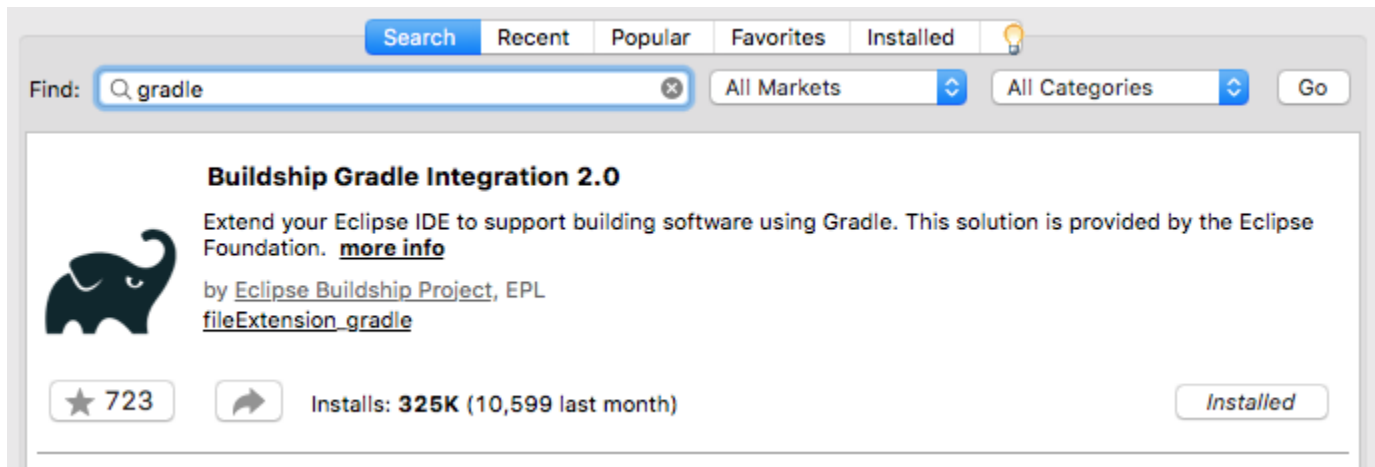 Search Recent Popular Favorites Installed
Find: gradle All Markets All Categories Go
Buildship Gradle Integration 2.0
Extend your Eclipse IDE to support building software using Gradle. This solution is provided by the Eclipse
Foundation. more info
by Eclipse Buildship Project, EPL
fileExtension_gradle
723 Installs: 325K (10,599 last month) Installed